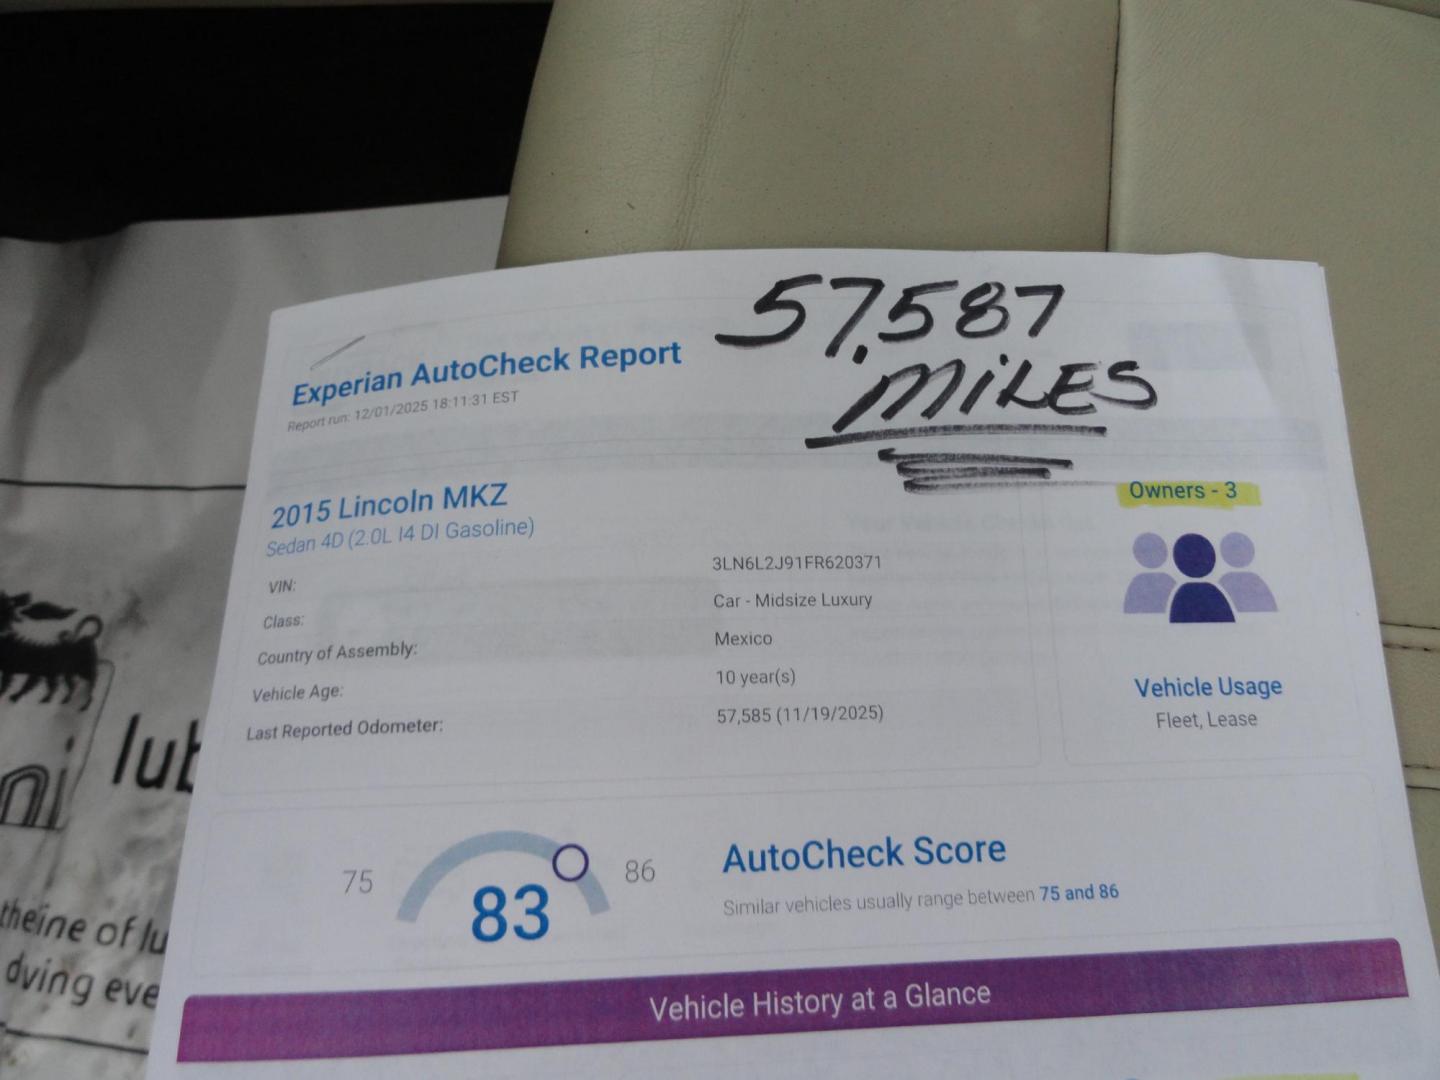 57,587
MILES
Experian AutoCheck Report
Report run: 12/01/2025 18:11:31 EST
2015 Lincoln MKZ
Sedan 4D (2.0L I4 DI Gasoline)
VIN: 3LN6L2J91FR620371
Class: Car - Midsize Luxury
Country of Assembly: Mexico
Vehicle Age: 10 year(s)
Last Reported Odometer: 57,585 (11/19/2025)
Owners - 3
Vehicle Usage
Fleet, Lease
75
83
86
AutoCheck Score
Similar vehicles usually range between 75 and 86
Vehicle History at a Glance
ni
lub
theine of lu
dving eve